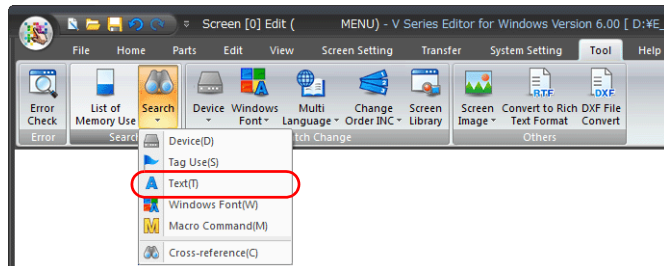 Screen [0] Edit ( MENU) - V Series Editor for Windows Version 6.00 [ D:¥E_
File Home Parts Edit View Screen Setting Transfer System Setting Tool Help
Error Check
List of Memory Use
Search
Device
Windows Font
Multi Language
Change Order INC
Screen Library
Screen Image
RTF
Convert to Rich Text Format
DXF
DXF File Convert
Error Search tch Change Others
Device(D)
Tag Use(S)
A Text(T)
Windows Font(W)
M Macro Command(M)
Cross-reference(C)